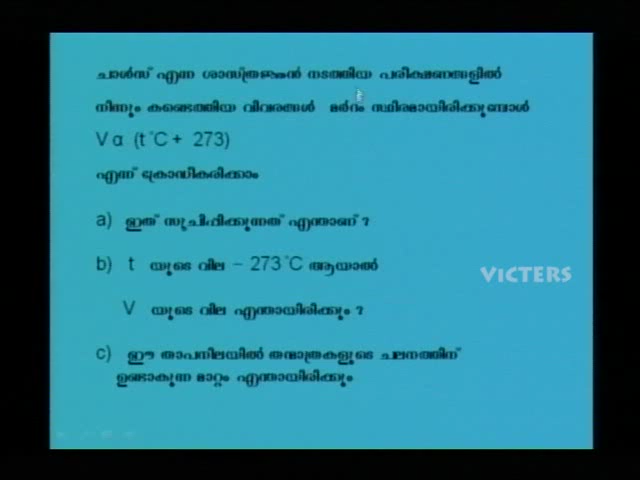 ചാൾസ് എന്ന ശാസ്ത്രജ്ഞൻ നടത്തിയ പരീക്ഷണങ്ങളിൽ
നിന്നും കണ്ടെത്തിയ വിവരങ്ങൾ മർദ്ദം സ്ഥിരമായിരിക്കുമ്പോൾ
V α (t °C + 273)
എന്ന് ക്രോഡീകരിക്കാം
a) ഇത് സൂചിപ്പിക്കുന്നത് എന്താണ് ?
b) t യുടെ വില – 273 °C ആയാൽ
VICTERS
V യുടെ വില എന്തായിരിക്കും ?
c) ഈ താപനിലയിൽ തന്മാത്രകളുടെ ചലനത്തിന്
ഉണ്ടാകുന്ന മാറ്റം എന്തായിരിക്കും